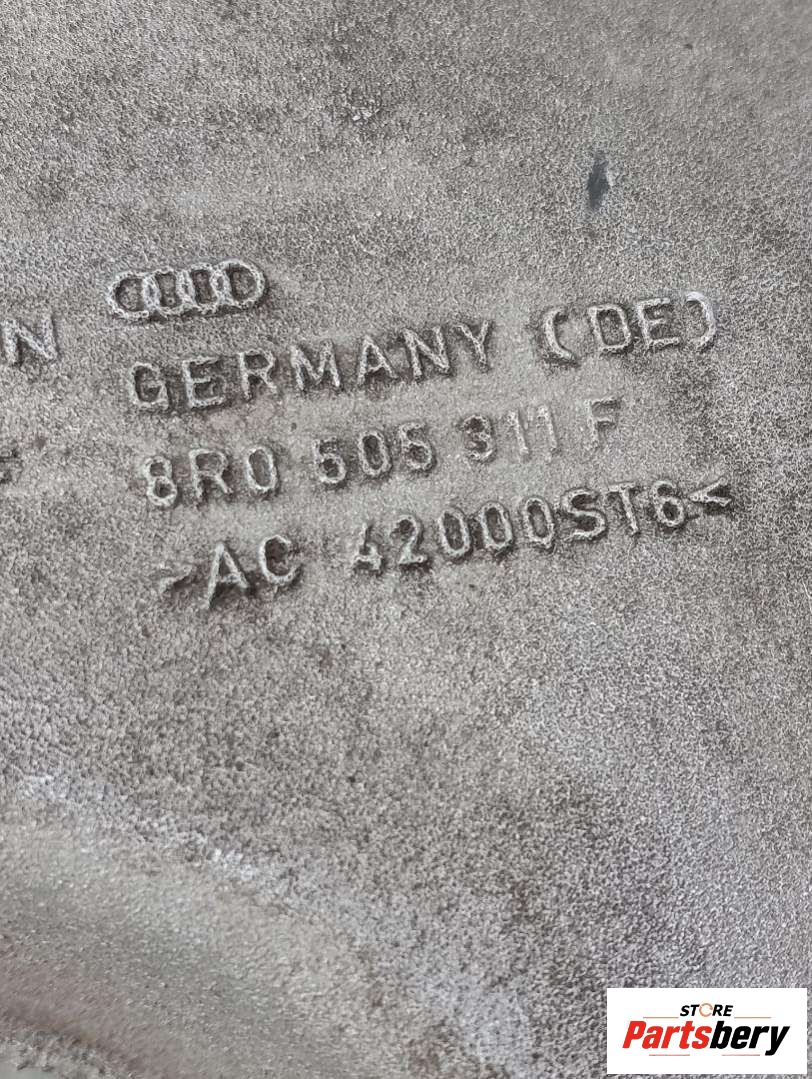 N
GERMANY (DE)
8R0 505 311 F
>AC 42000ST6<
STORE
Partsbery